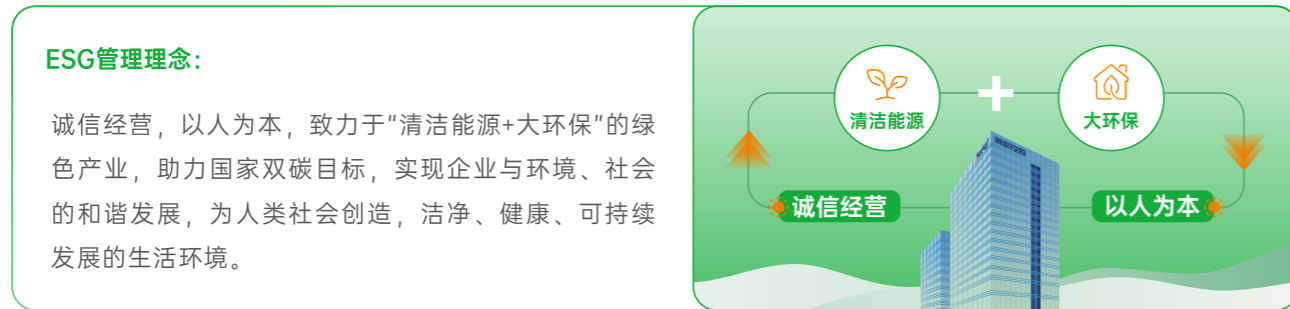 ESG管理理念：
诚信经营，以人为本，致力于“清洁能源+大环保”的绿
色产业，助力国家双碳目标，实现企业与环境、社会
的和谐发展，为人类社会创造，洁净、健康、可持续
发展的生活环境。
清洁能源
+
大环保
诚信经营
以人为本